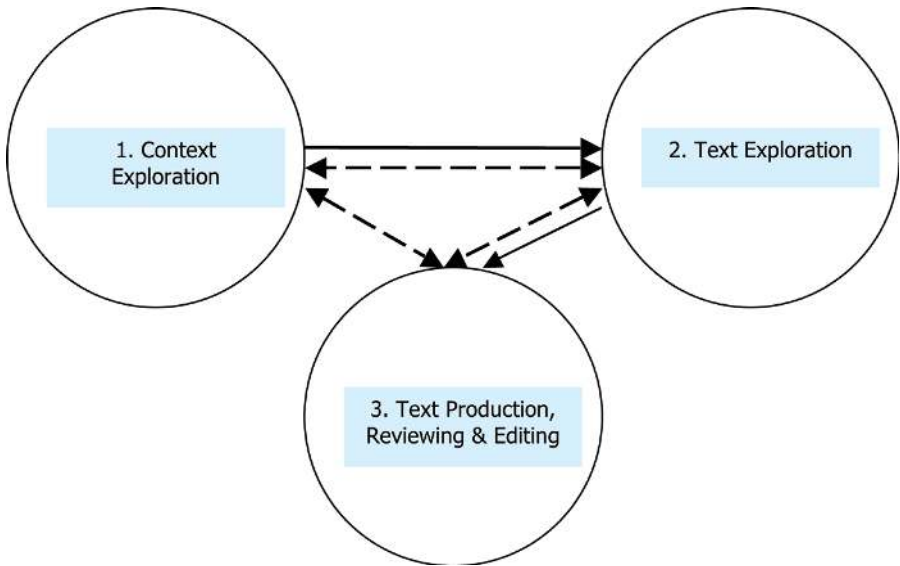 1. Context
Exploration
2. Text Exploration
3. Text Production,
Reviewing & Editing